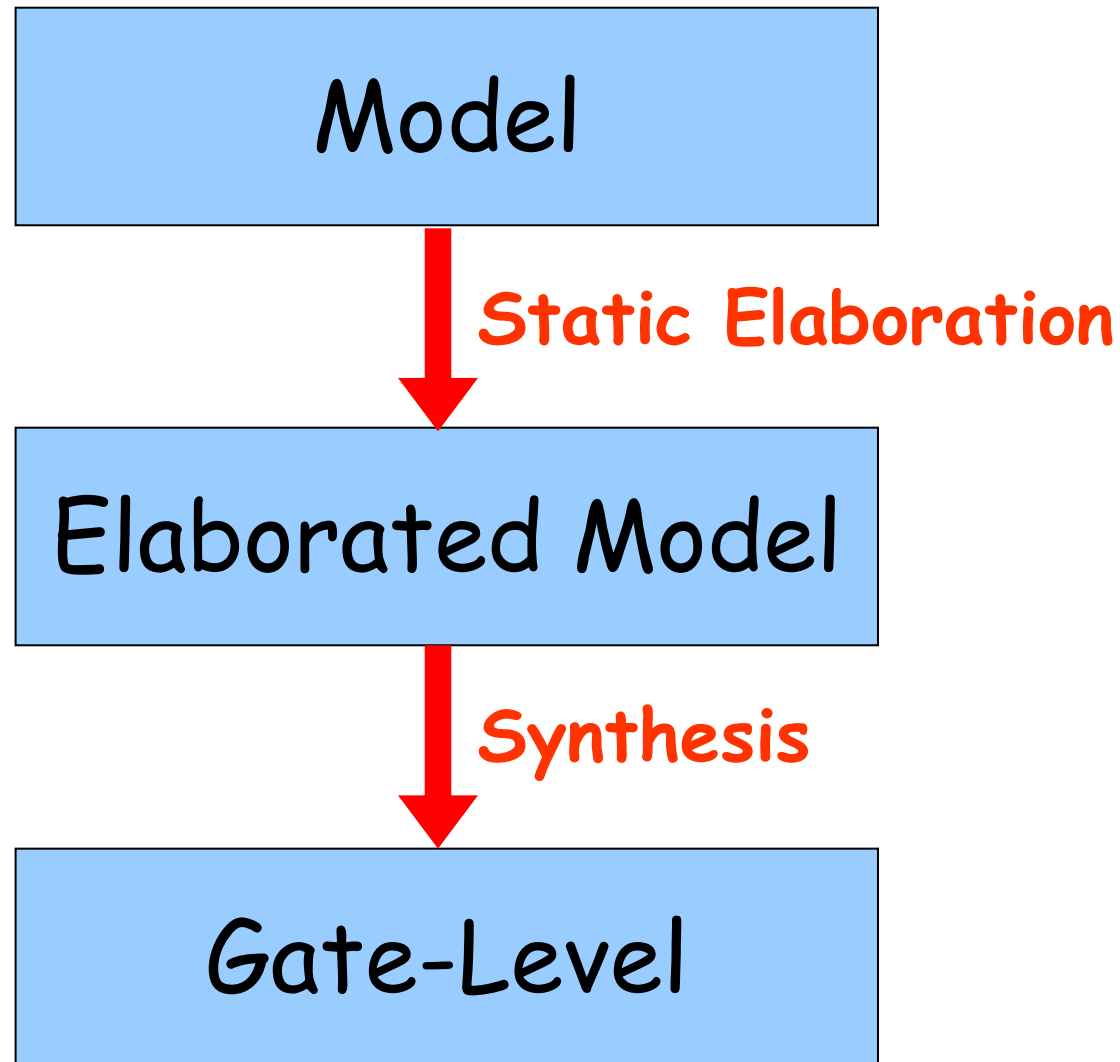 Model
Static Elaboration
Elaborated Model
Synthesis
Gate-Level